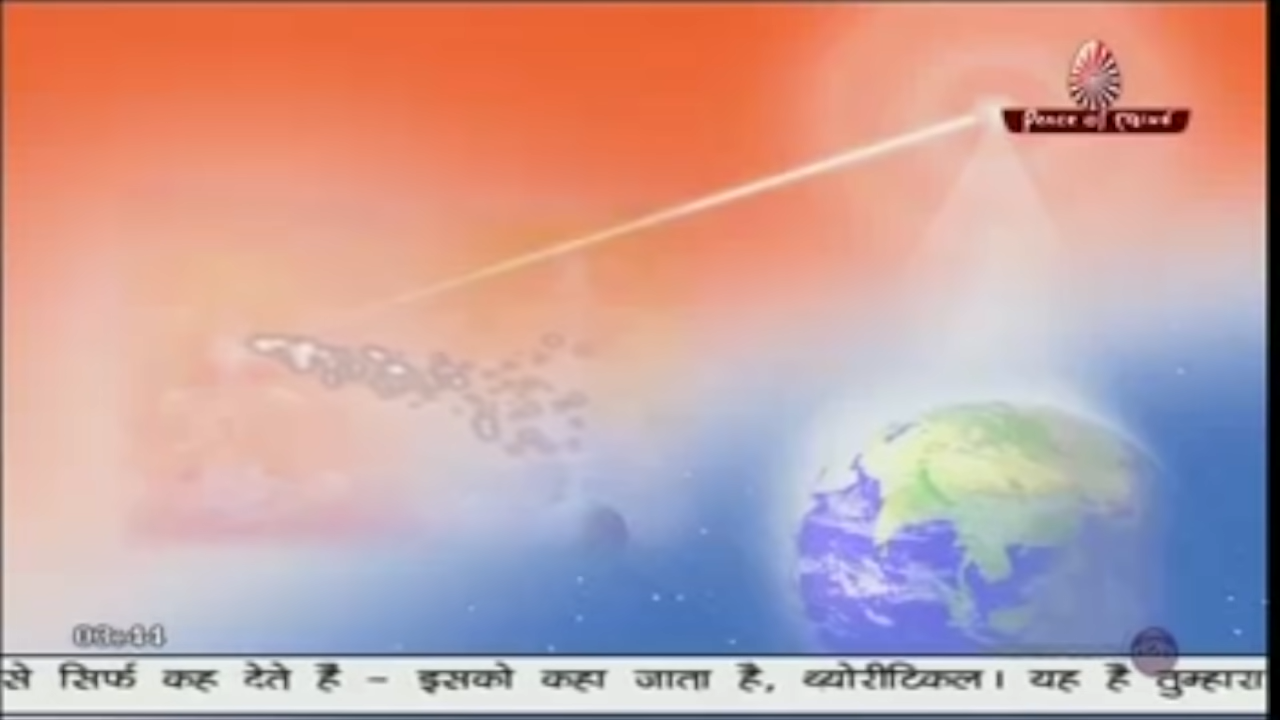 Peace of Mind
03:44
से सिर्फ कह देते हैं - इसको कहा जाता है, थ्योरीटिकल। यह है तुम्हारा